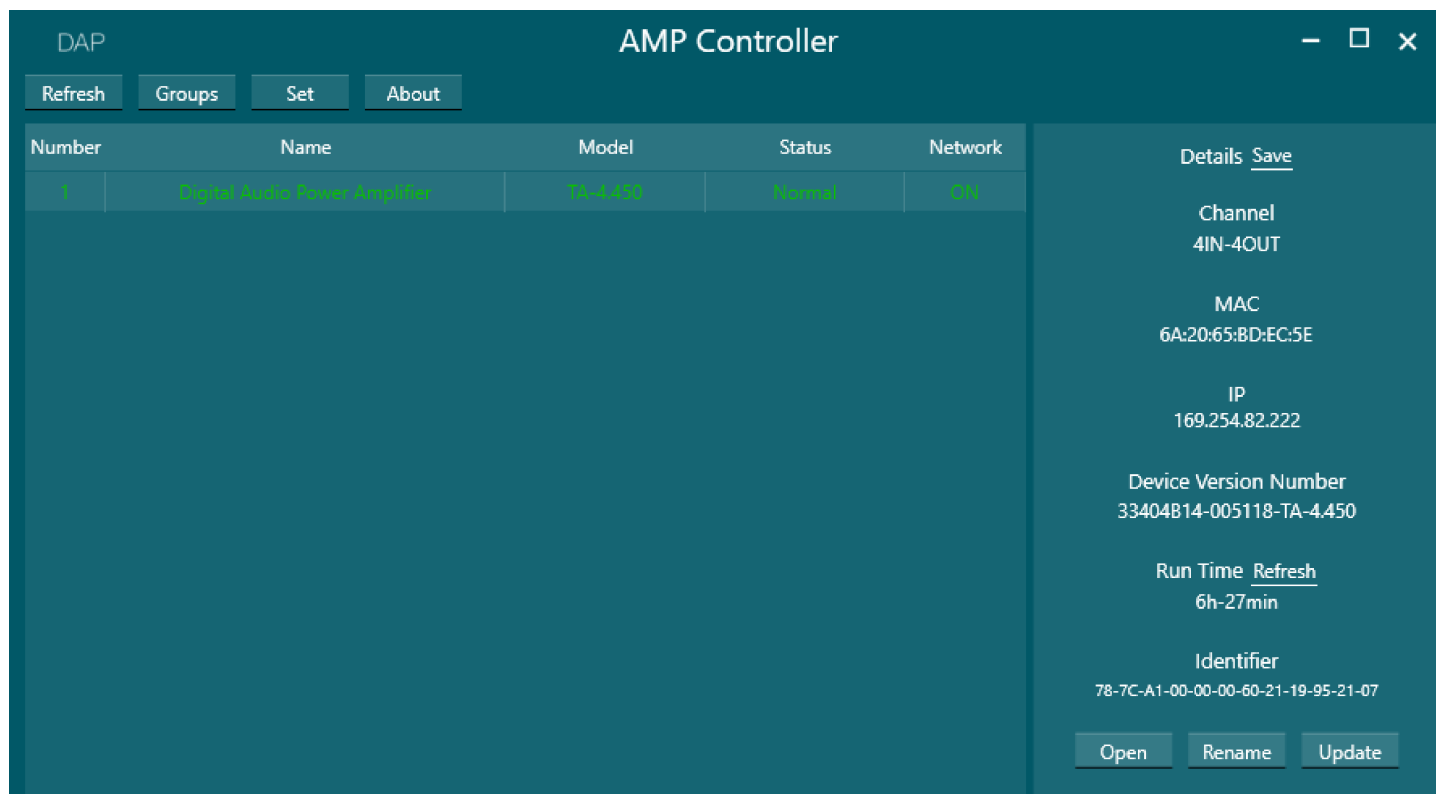 DAP
AMP Controller
Refresh Groups Set About
Number Name Model Status Network
1 Digital Audio Power Amplifier TA-4.450 Normal ON
Details Save
Channel
4IN-4OUT
MAC
6A:20:65:BD:EC:5E
IP
169.254.82.222
Device Version Number
33404B14-005118-TA-4.450
Run Time Refresh
6h-27min
Identifier
78-7C-A1-00-00-00-60-21-19-95-21-07
Open Rename Update